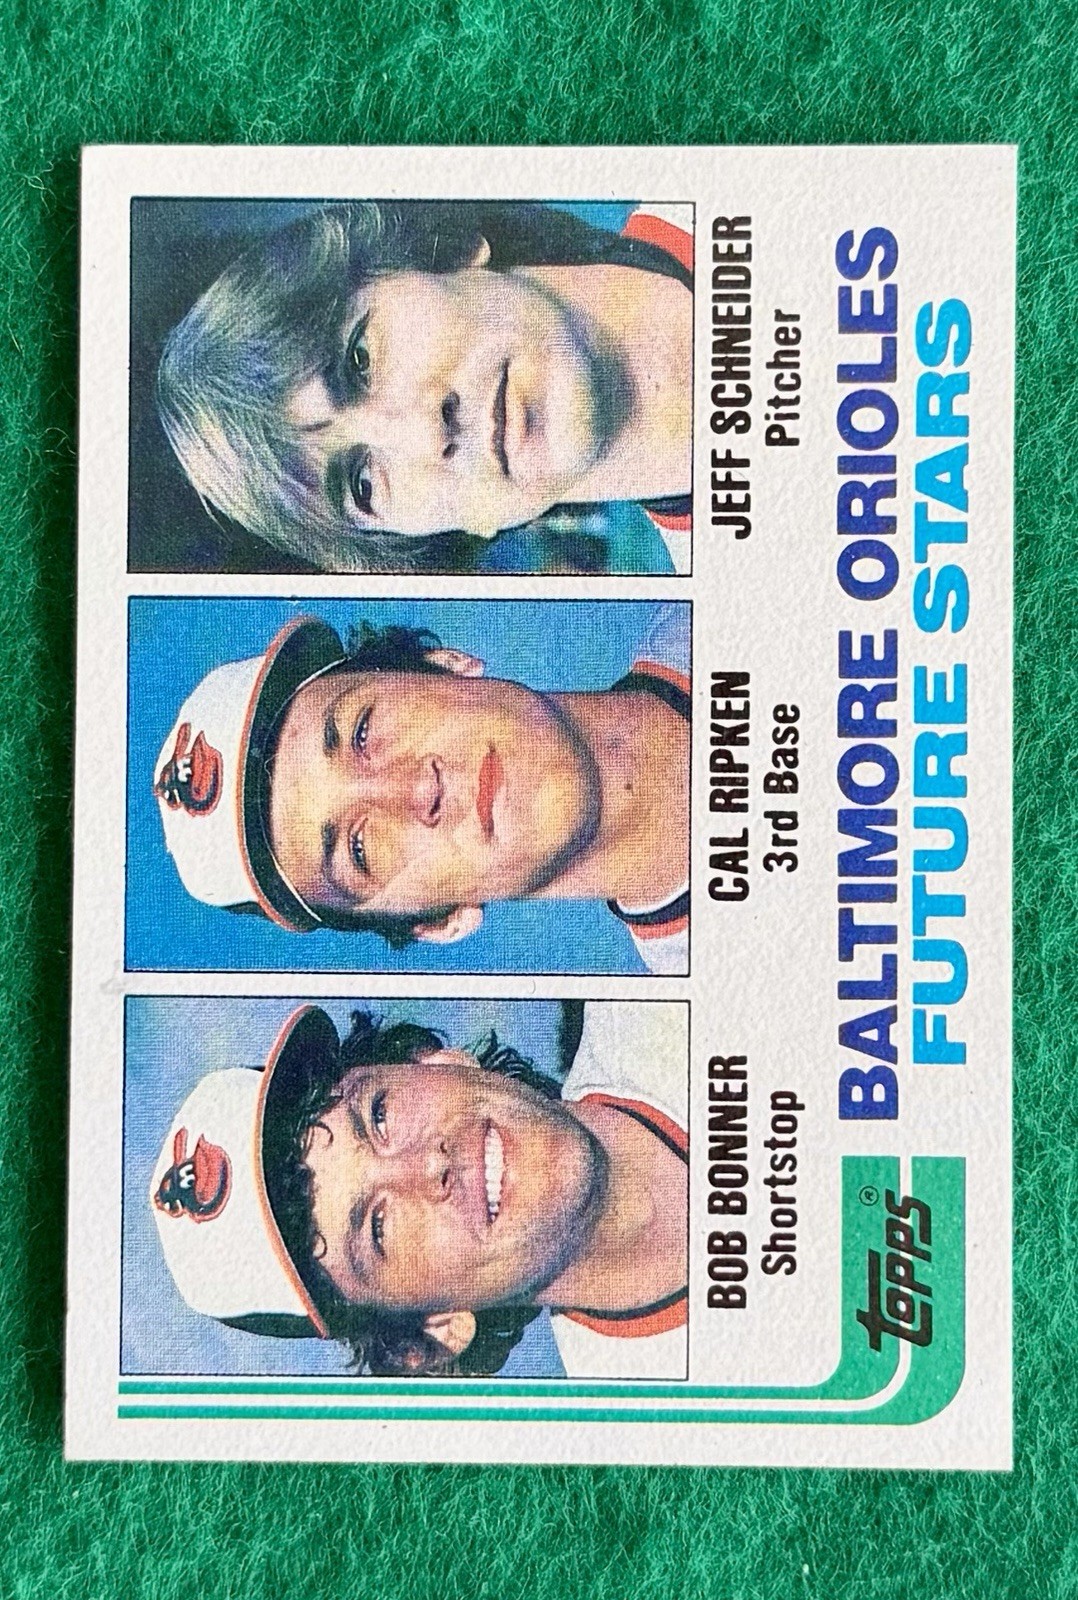 BOB BONNER
Shortstop
CAL RIPKEN
3rd Base
JEFF SCHNEIDER
Pitcher
topps®
BALTIMORE ORIOLES
FUTURE STARS